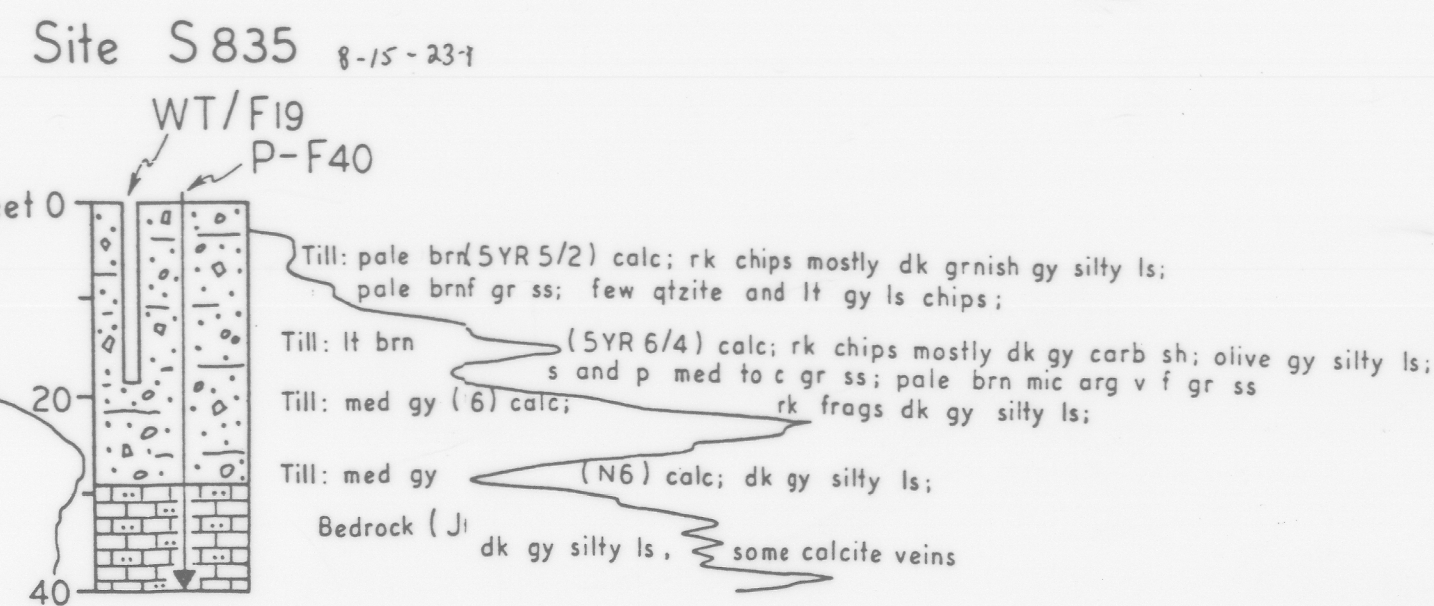 Site S835 8-15-23-1
WT/F19
P-F40
eet 0
Till: pale brn(5YR 5/2) calc; rk chips mostly dk grnish gy silty ls;
pale brnf gr ss; few qtzite and lt gy ls chips;
Till: lt brn (5YR 6/4) calc; rk chips mostly dk gy carb sh; olive gy silty ls;
s and p med to c gr ss; pale brn mic arg v f gr ss
20
Till: med gy (6) calc; rk frags dk gy silty ls;
Till: med gy (N6) calc; dk gy silty ls;
Bedrock (J
dk gy silty ls, some calcite veins
40